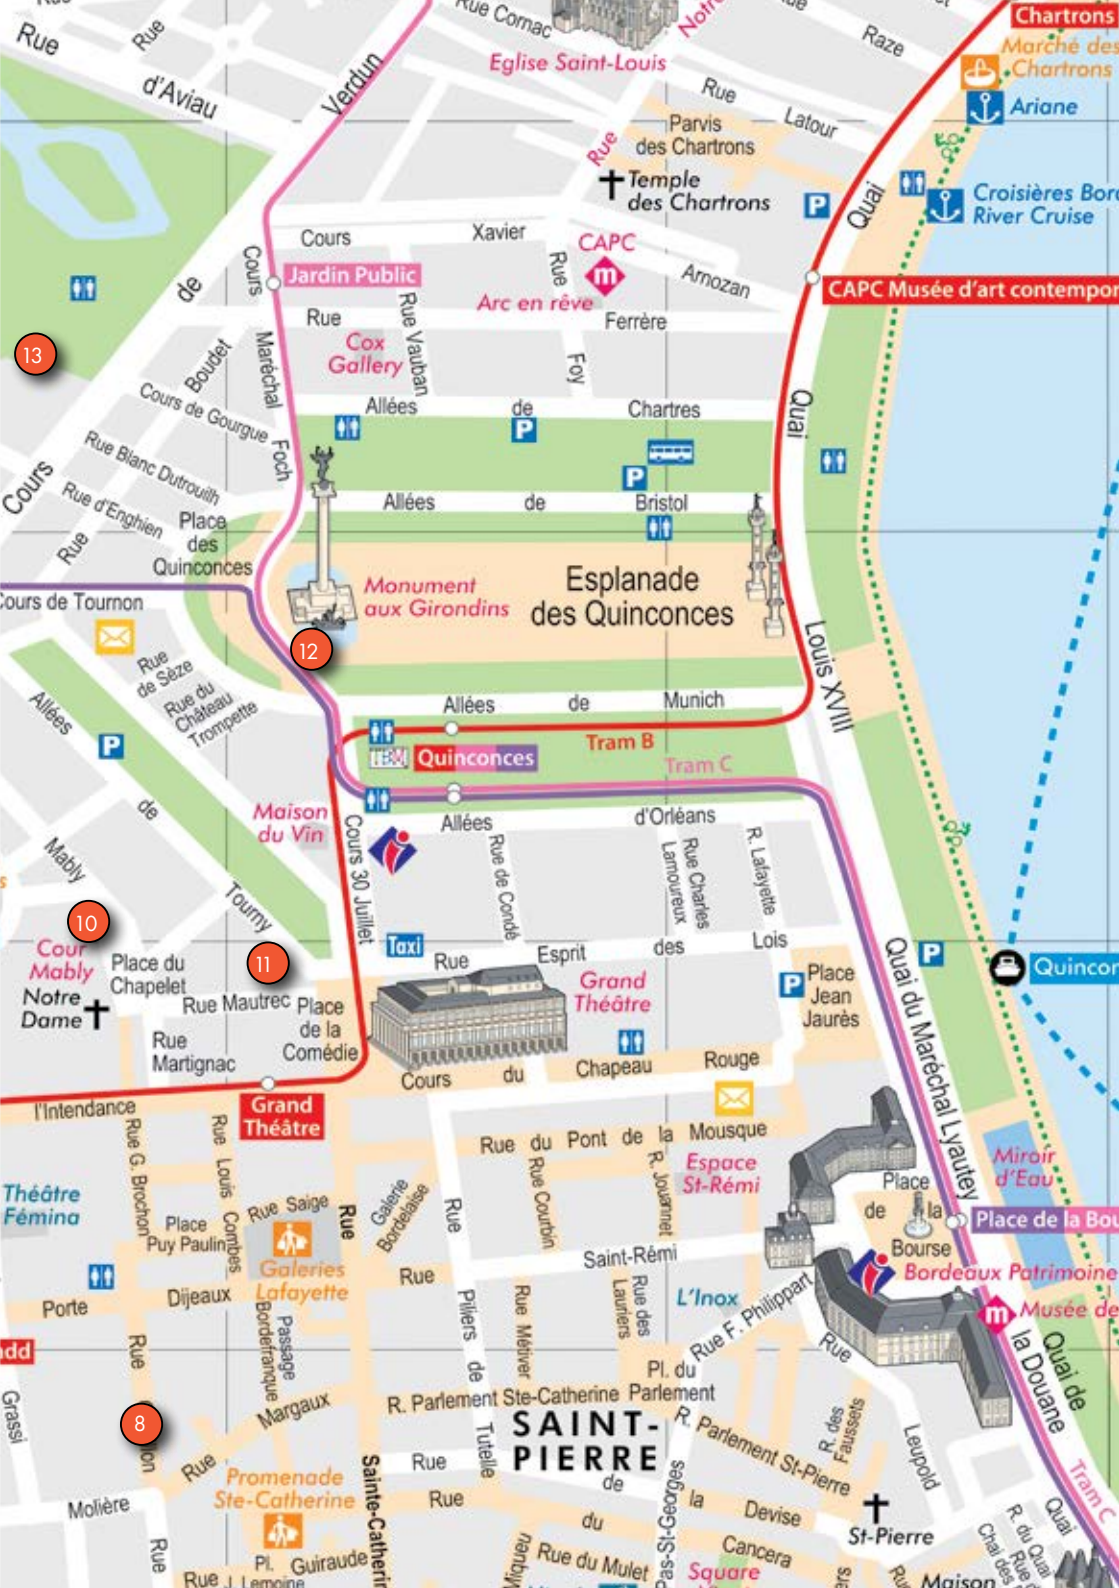 Rue Cornac
Notre
Rue
Rue
d'Aviau
Verdun
Eglise Saint-Louis
Raze
Chartrons
Marché des
Chartrons
Ariane
Rue
Latour
Parvis
des Chartrons
Rue
Temple
des Chartrons
P
Quai
Croisières Bor
River Cruise
Cours
Xavier
Arnozan
CAPC
m
Arc en rêve
Rue
Foy
Jardin Public
Cours
de
CAPC Musée d'art contempor
Rue
Ferrère
Rue Vauban
Cox
Gallery
13
Maréchal
Foch
Boudet
Cours de Gourgue
Allées
de
Chartres
P
Quai
Rue Blanc Dutrouilh
Cours
Rue d'Enghien
Rue
P
Allées
de
Bristol
Place
des
Quinconces
Monument
aux Girondins
Esplanade
des Quinconces
Cours de Tournon
12
Rue
de Sèze
Rue du
Château
Trompette
Louis XVIII
Allées
P
de
Tourny
Allées
de
Munich
Tram B
TBM
Quinconces
Tram C
Maison
du Vin
Allées
d'Orléans
Cours 30 Juillet
Rue de Condé
Rue Charles
Lamoureux
R. Lafayette
Mably
10
Cour
Mably
11
Taxi
Rue
Esprit
des
Lois
P
Quincon
Place du
Chapelet
Notre
Dame
Rue Mautrec
Place
de la
Comédie
Grand
Théâtre
P
Place
Jean
Jaurès
Quai du Maréchal Lyautey
Rue
Martignac
Cours
du
Chapeau
Rouge
l'Intendance
Grand
Théâtre
Rue
du
Pont
de
la
Mousque
Rue G. Brochon
Rue Louis Combes
Espace
St-Rémi
R. Jouannet
Rue Courbin
Miroir
d'Eau
Théâtre
Fémina
Place
Puy Paulin
Rue Saige
Rue
Galerie
Bordelaise
Rue
Place
de
la
Bourse
Place de la Bou
Saint-Rémi
Galeries
Lafayette
Rue
Bordeaux Patrimoine
m
Musée de
Porte
Dijeaux
Passage
Bordefranque
Piliers
de
Tutelle
Rue Métivier
Rue des
Lauriers
L'Inox
Rue F. Philippart
Rue
la Douane
Quai de
Rue
Grassi
Pl. du
Parlement
R. Parlement Ste-Catherine
Margaux
Rue
8
SAINT-
PIERRE
R. Parlement St-Pierre
R. des
Faussets
Leupold
Promenade
Ste-Catherine
Sainte-Catherin
Rue
de
Rue
la
Devise
Tram C
Molière
Rue
du
Cancera
Pas-St-Georges
St-Pierre
Quai
R. du Quai
Chai des
Rue
Pl.
Guiraude
Rue
J. Lemoine
Rue du Mulet
Square
Maison